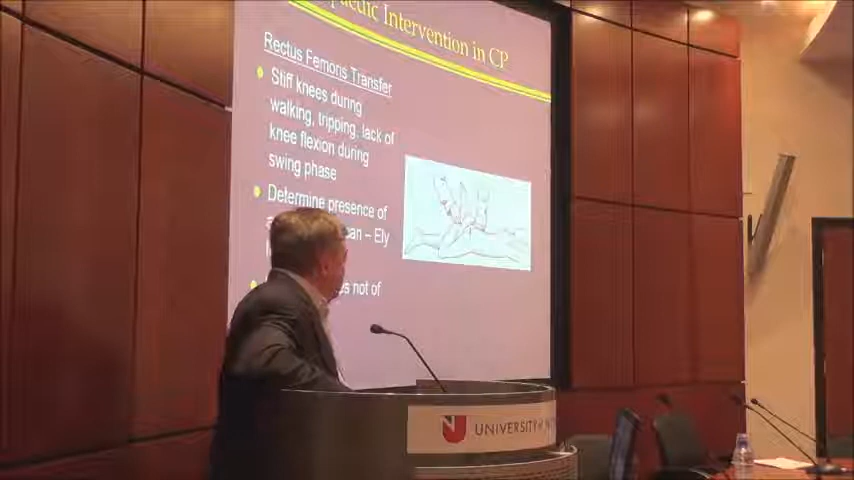 Intervention in CP
Rectus Femoris Transfer
Stiff knees during
walking, tripping, lack of
knee flexion during
swing phase
Determine presence of
– Ely
not of
N
UNIVERSITY